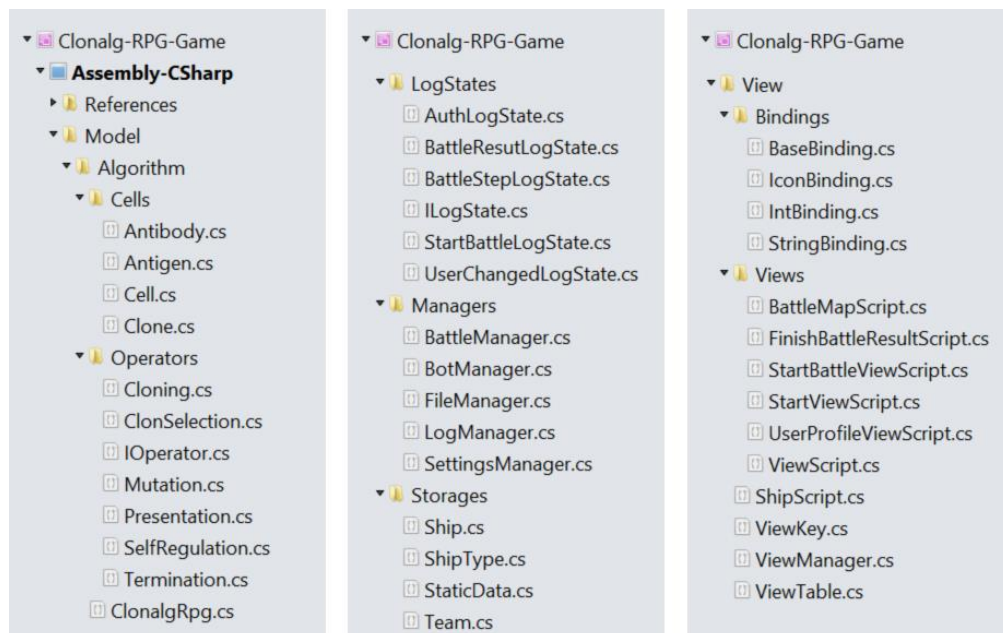 Clonalg-RPG-Game
Assembly-CSharp
References
Model
Algorithm
Cells
Antibody.cs
Antigen.cs
Cell.cs
Clone.cs
Operators
Cloning.cs
ClonSelection.cs
IOperator.cs
Mutation.cs
Presentation.cs
SelfRegulation.cs
Termination.cs
ClonalgRpg.cs
Clonalg-RPG-Game
LogStates
AuthLogState.cs
BattleResutLogState.cs
BattleStepLogState.cs
ILogState.cs
StartBattleLogState.cs
UserChangedLogState.cs
Managers
BattleManager.cs
BotManager.cs
FileManager.cs
LogManager.cs
SettingsManager.cs
Storages
Ship.cs
ShipType.cs
StaticData.cs
Team.cs
Clonalg-RPG-Game
View
Bindings
BaseBinding.cs
IconBinding.cs
IntBinding.cs
StringBinding.cs
Views
BattleMapScript.cs
FinishBattleResultScript.cs
StartBattleViewScript.cs
StartViewScript.cs
UserProfileViewScript.cs
ViewScript.cs
ShipScript.cs
ViewKey.cs
ViewManager.cs
ViewTable.cs